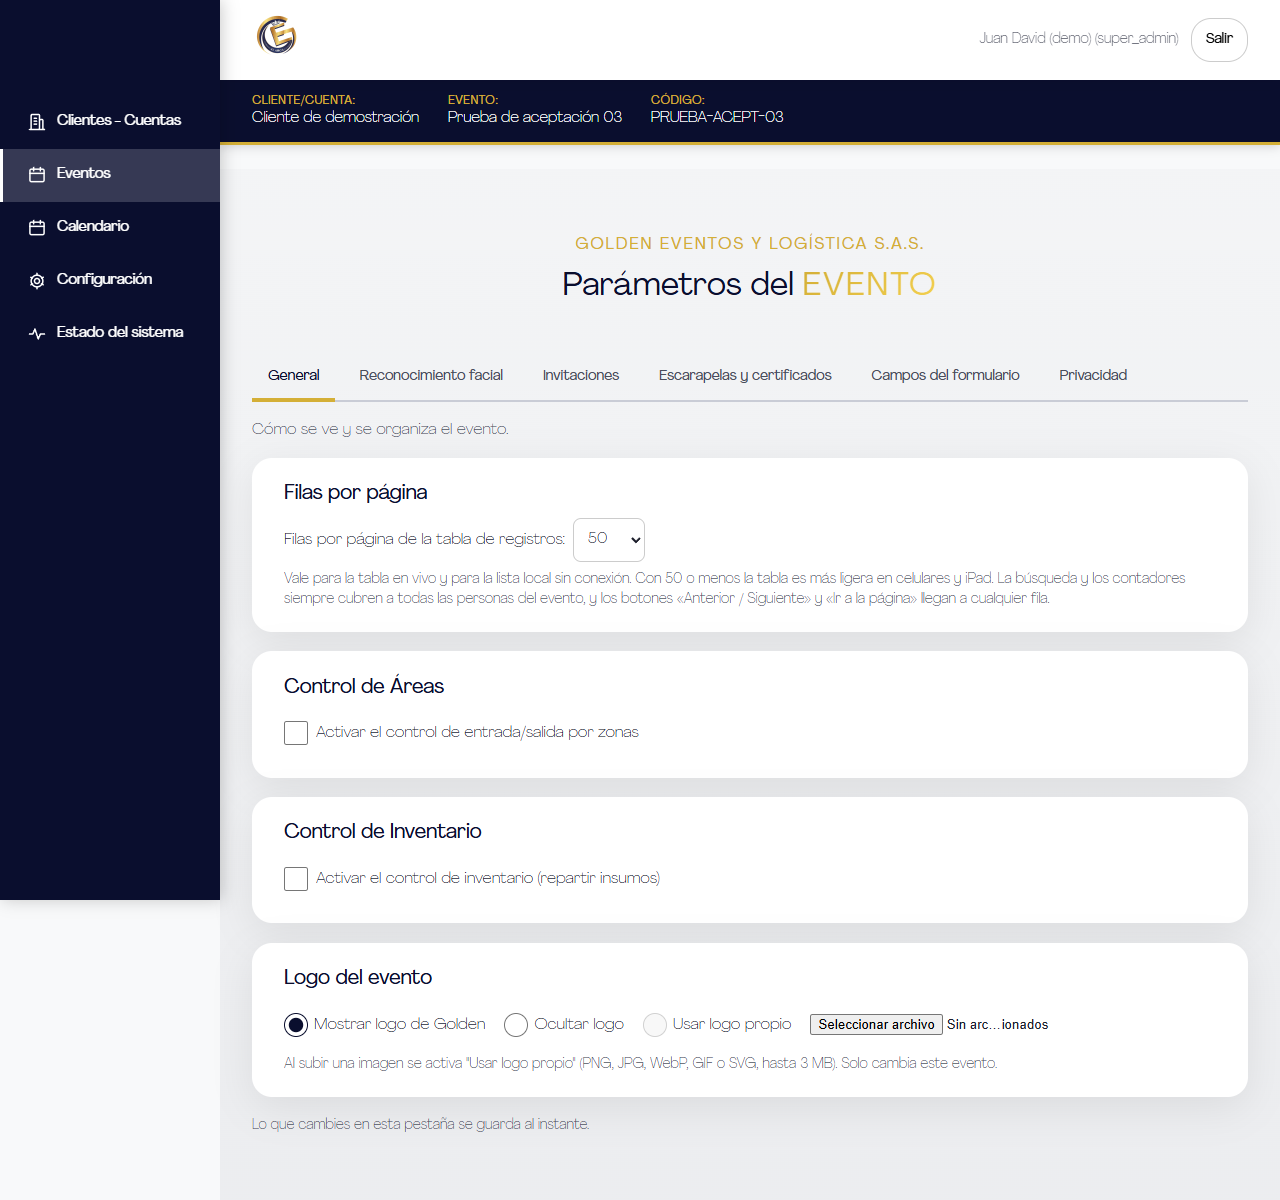 Juan David (demo) (super_admin)
Salir
CLIENTE/CUENTA:
Cliente de demostración
EVENTO:
Prueba de aceptación 03
CÓDIGO:
PRUEBA-ACEPT-03
Clientes - Cuentas
Eventos
Calendario
Configuración
Estado del sistema
GOLDEN EVENTOS Y LOGÍSTICA S.A.S.
Parámetros del EVENTO
General
Reconocimiento facial
Invitaciones
Escarapelas y certificados
Campos del formulario
Privacidad
Cómo se ve y se organiza el evento.
Filas por página
Filas por página de la tabla de registros: 50
Vale para la tabla en vivo y para la lista local sin conexión. Con 50 o menos la tabla es más ligera en celulares y iPad. La búsqueda y los contadores
siempre cubren a todas las personas del evento, y los botones «Anterior / Siguiente» y «Ir a la página» llegan a cualquier fila.
Control de Áreas
Activar el control de entrada/salida por zonas
Control de Inventario
Activar el control de inventario (repartir insumos)
Logo del evento
Mostrar logo de Golden
Ocultar logo
Usar logo propio
Seleccionar archivo
Sin arc...ionados
Al subir una imagen se activa "Usar logo propio" (PNG, JPG, WebP, GIF o SVG, hasta 3 MB). Solo cambia este evento.
Lo que cambies en esta pestaña se guarda al instante.